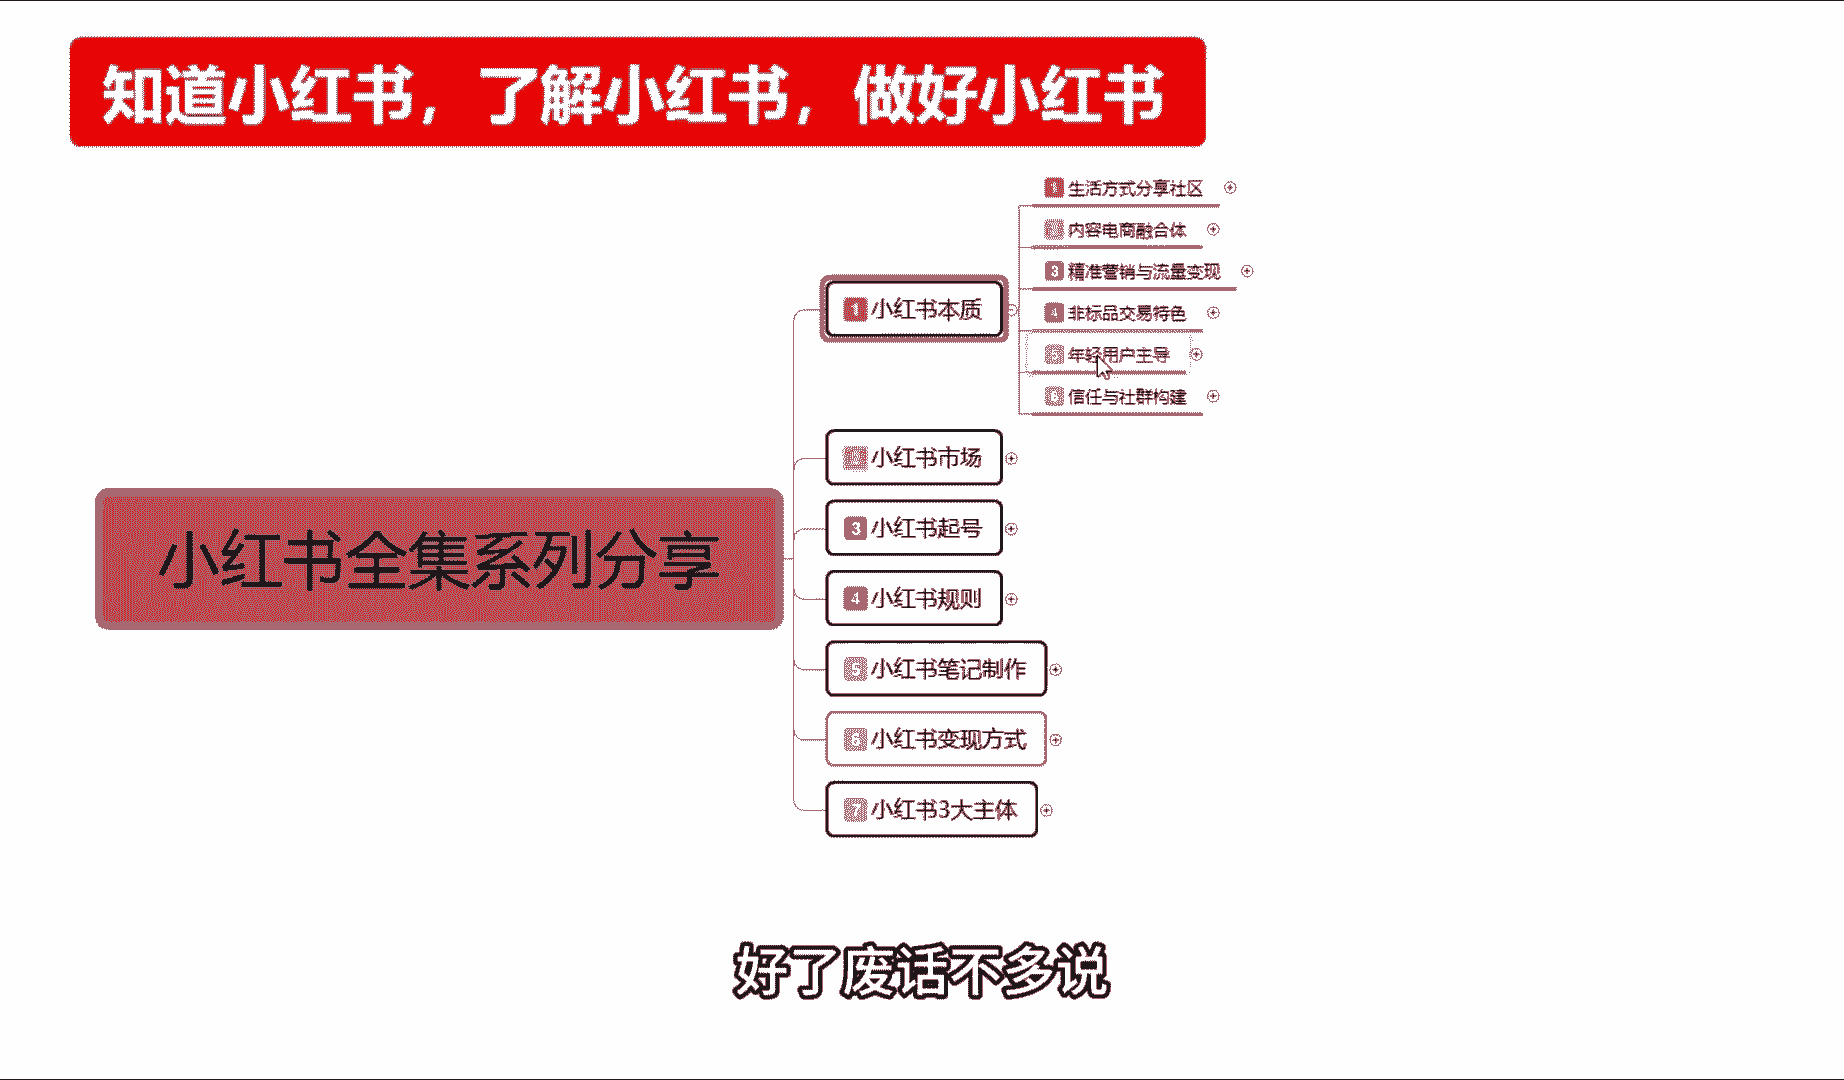 知道小红书，了解小红书，做好小红书
小红书全集系列分享
1 小红书本质
1 生活方式分享社区
2 内容电商融合体
3 精准营销与流量变现
4 非标品交易特色
5 年轻用户主导
6 信任与社群构建
2 小红书市场
3 小红书起号
4 小红书规则
5 小红书笔记制作
6 小红书变现方式
7 小红书3大主体
好了废话不多说